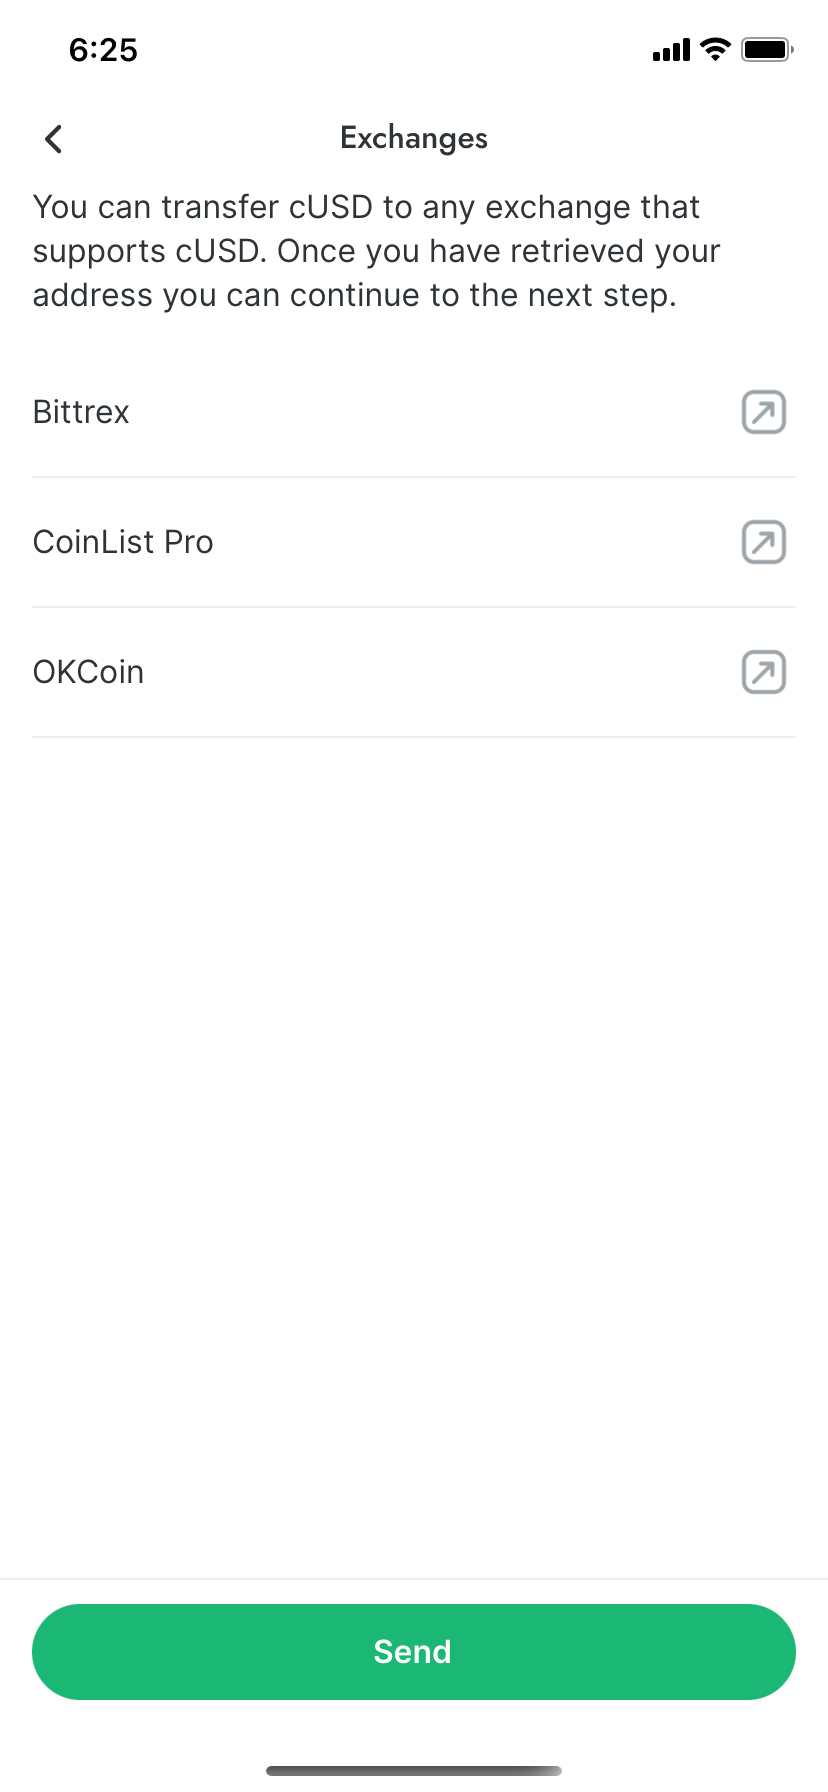 6:25
Exchanges
You can transfer cUSD to any exchange that
supports cUSD. Once you have retrieved your
address you can continue to the next step.
Bittrex
CoinList Pro
OKCoin
Send